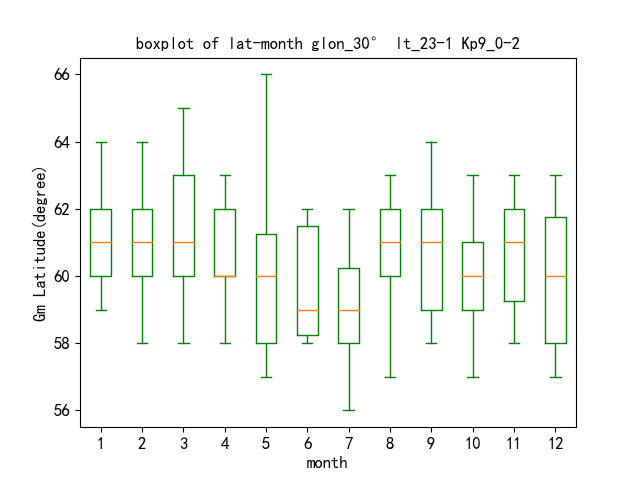 boxplot of lat-month glon_30° lt_23-1 Kp9_0-2
66
64
62
60
58
56
Gm Latitude(degree)
1 2 3 4 5 6 7 8 9 10 11 12
month